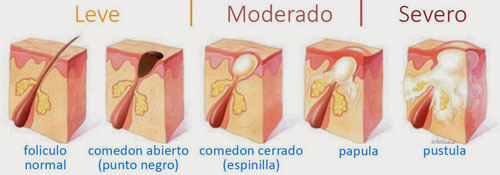 Leve | Moderado | Severo
foliculo normal
comedon abierto (punto negro)
comedon cerrado (espinilla)
papula
pustula